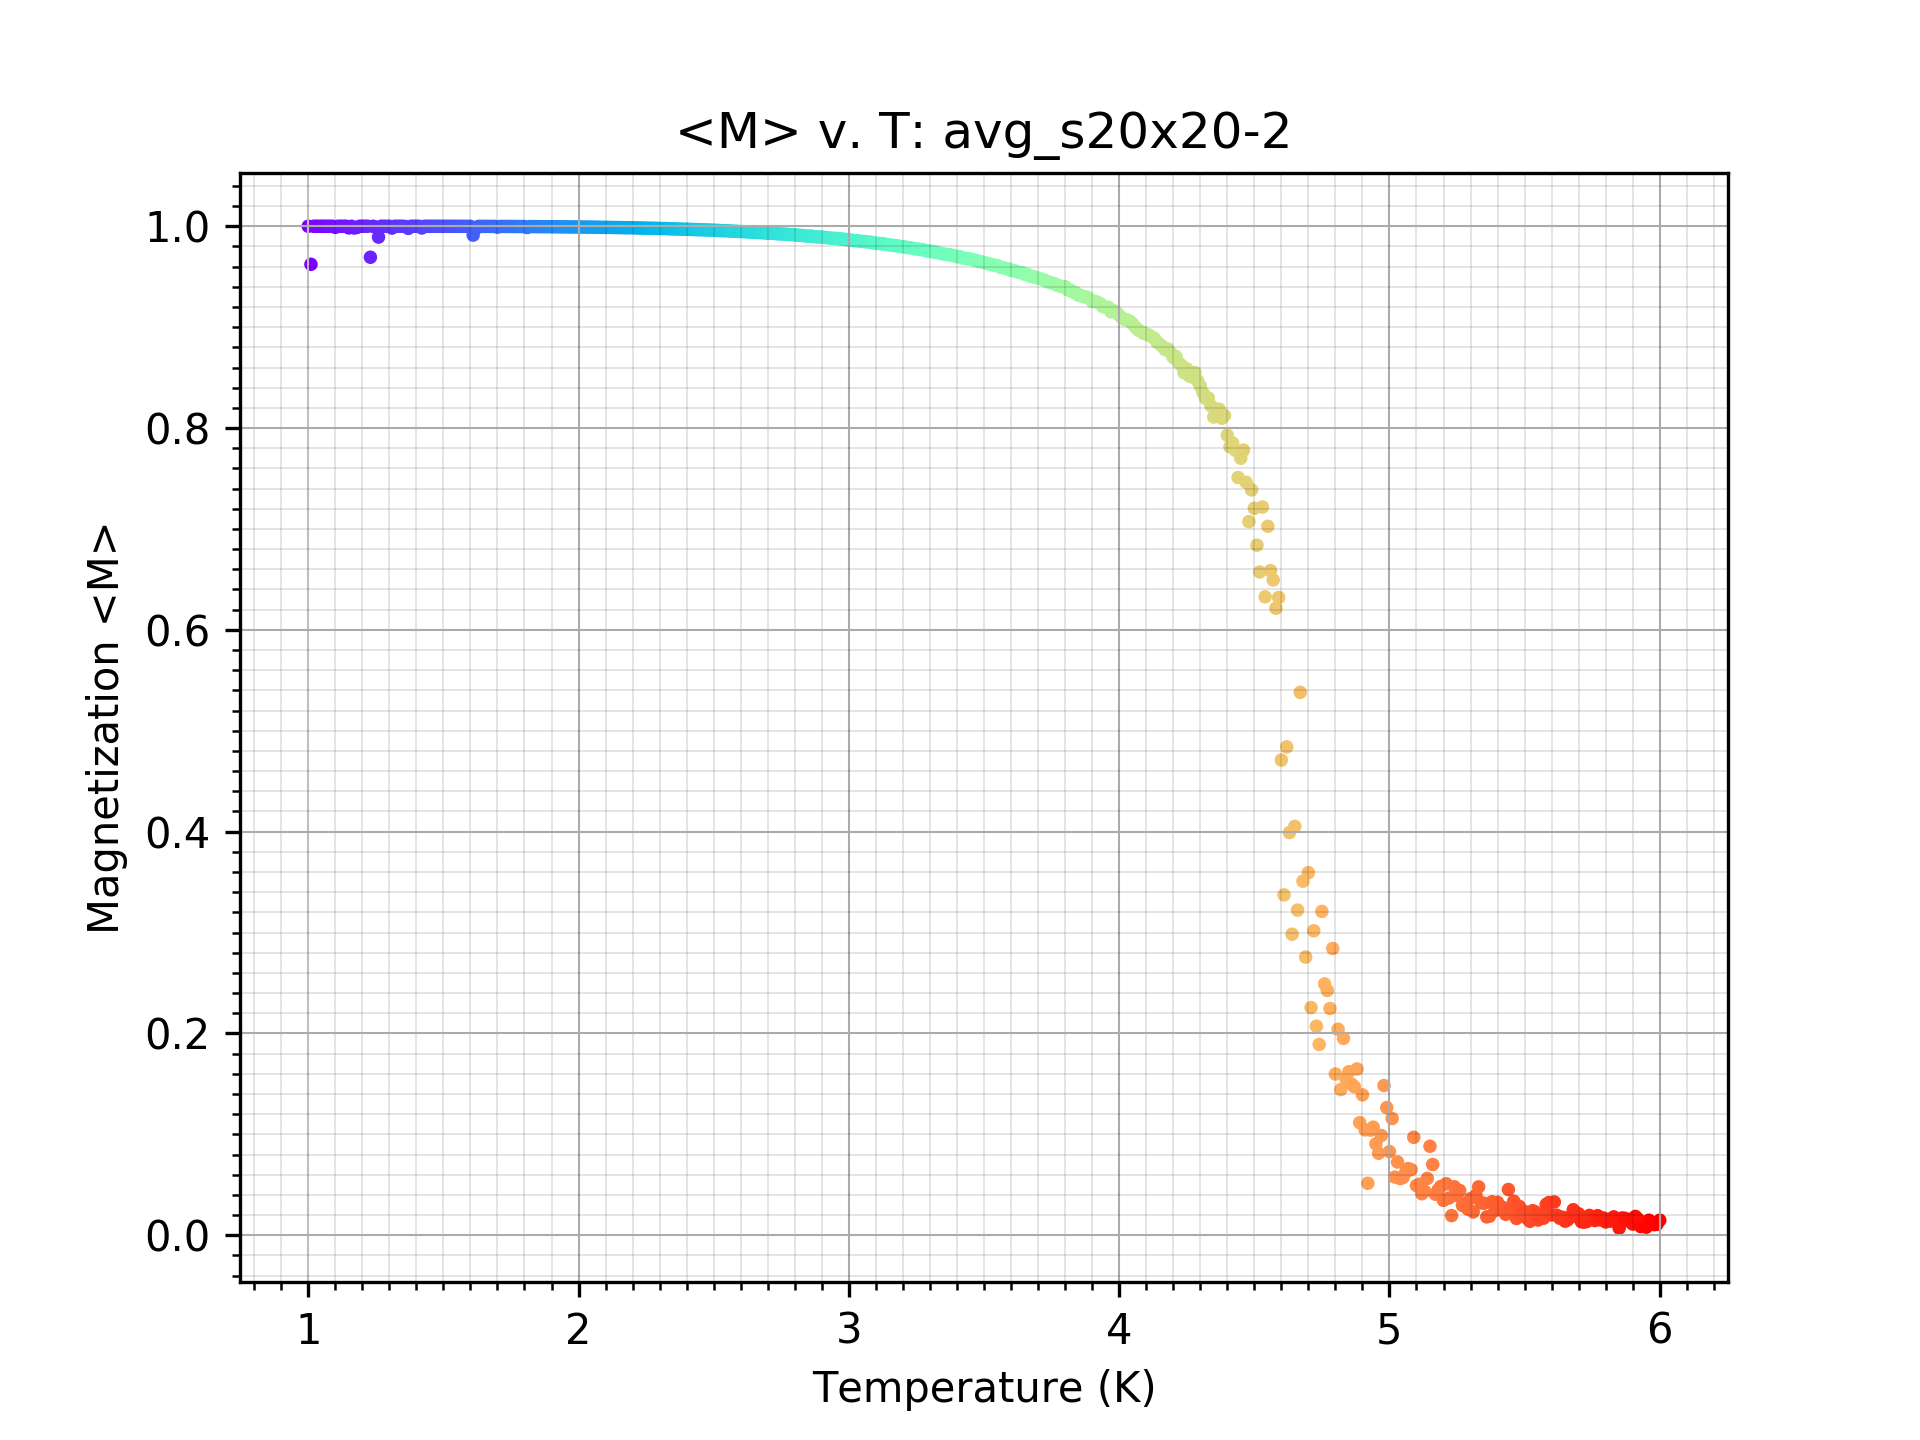 <M> v. T: avg_s20x20-2
Magnetization <M>
1.0
0.8
0.6
0.4
0.2
0.0
1 2 3 4 5 6
Temperature (K)